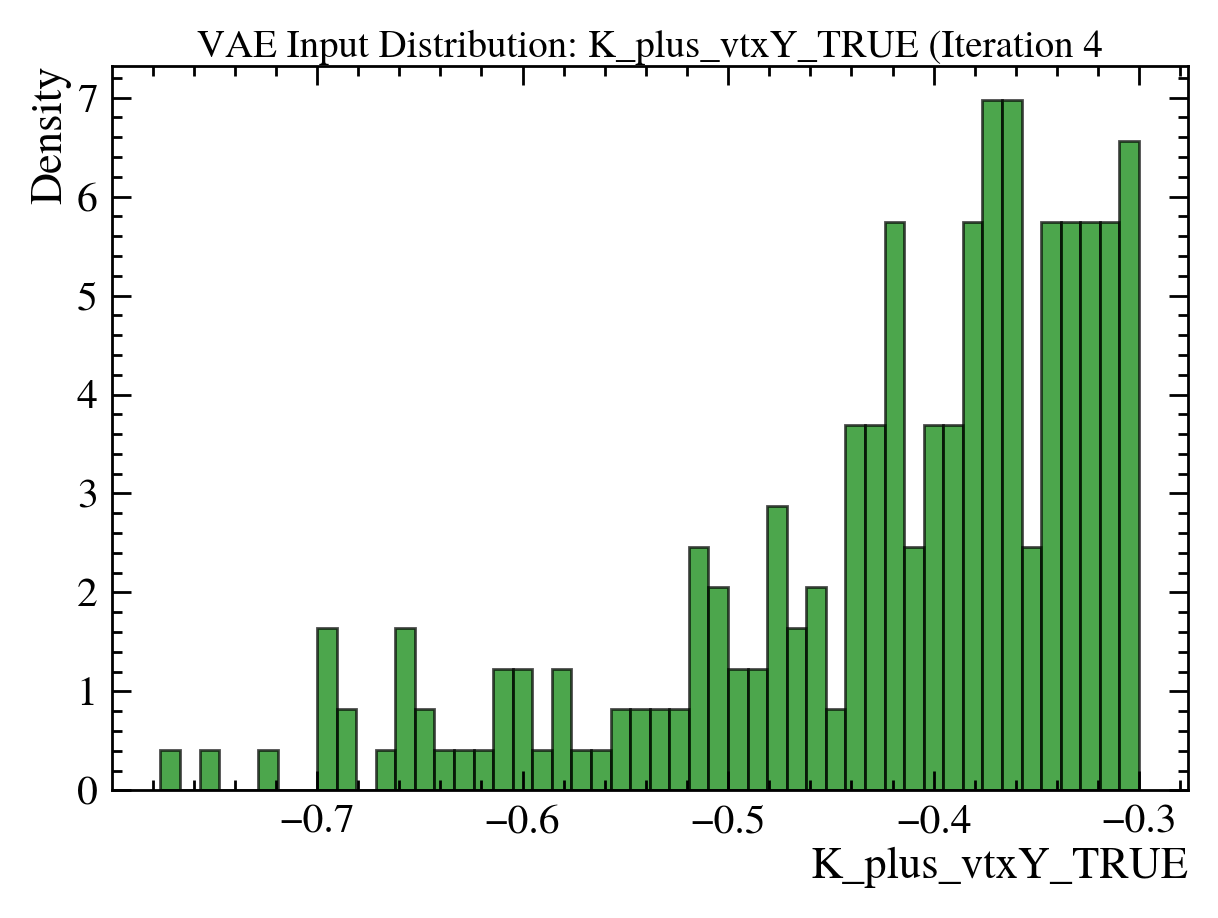 VAE Input Distribution: K_plus_vtxY_TRUE (Iteration 4
Density
7
6
5
4
3
2
1
0
−0.7 −0.6 −0.5 −0.4 −0.3
K_plus_vtxY_TRUE